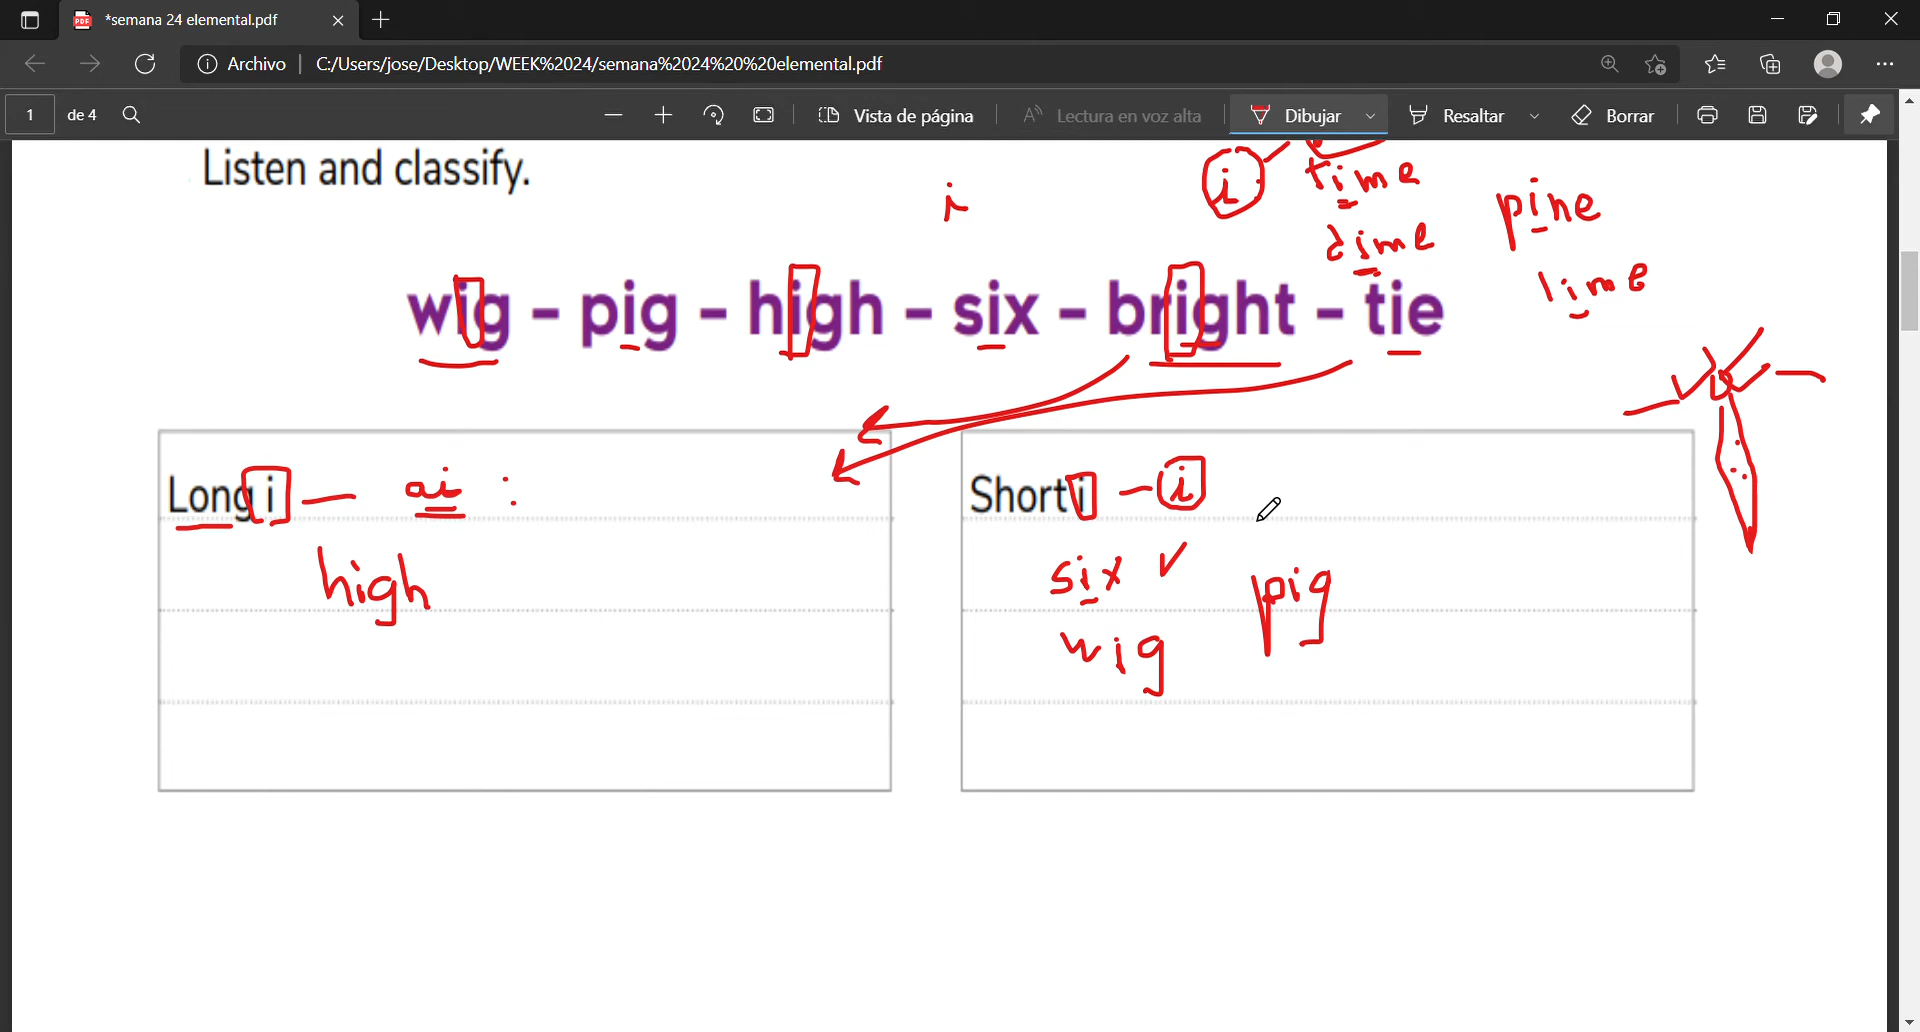 *semana 24 elemental.pdf
Archivo | C:/Users/jose/Desktop/WEEK%2024/semana%2024%20%20elemental.pdf
1 de 4
Vista de página
Lectura en voz alta
Dibujar
Resaltar
Borrar
Listen and classify.
i
i time
dime
pine
lime
wig - pig - high - six - bright - tie
Long i — ai :
high
Short i — i
six
wig
pig